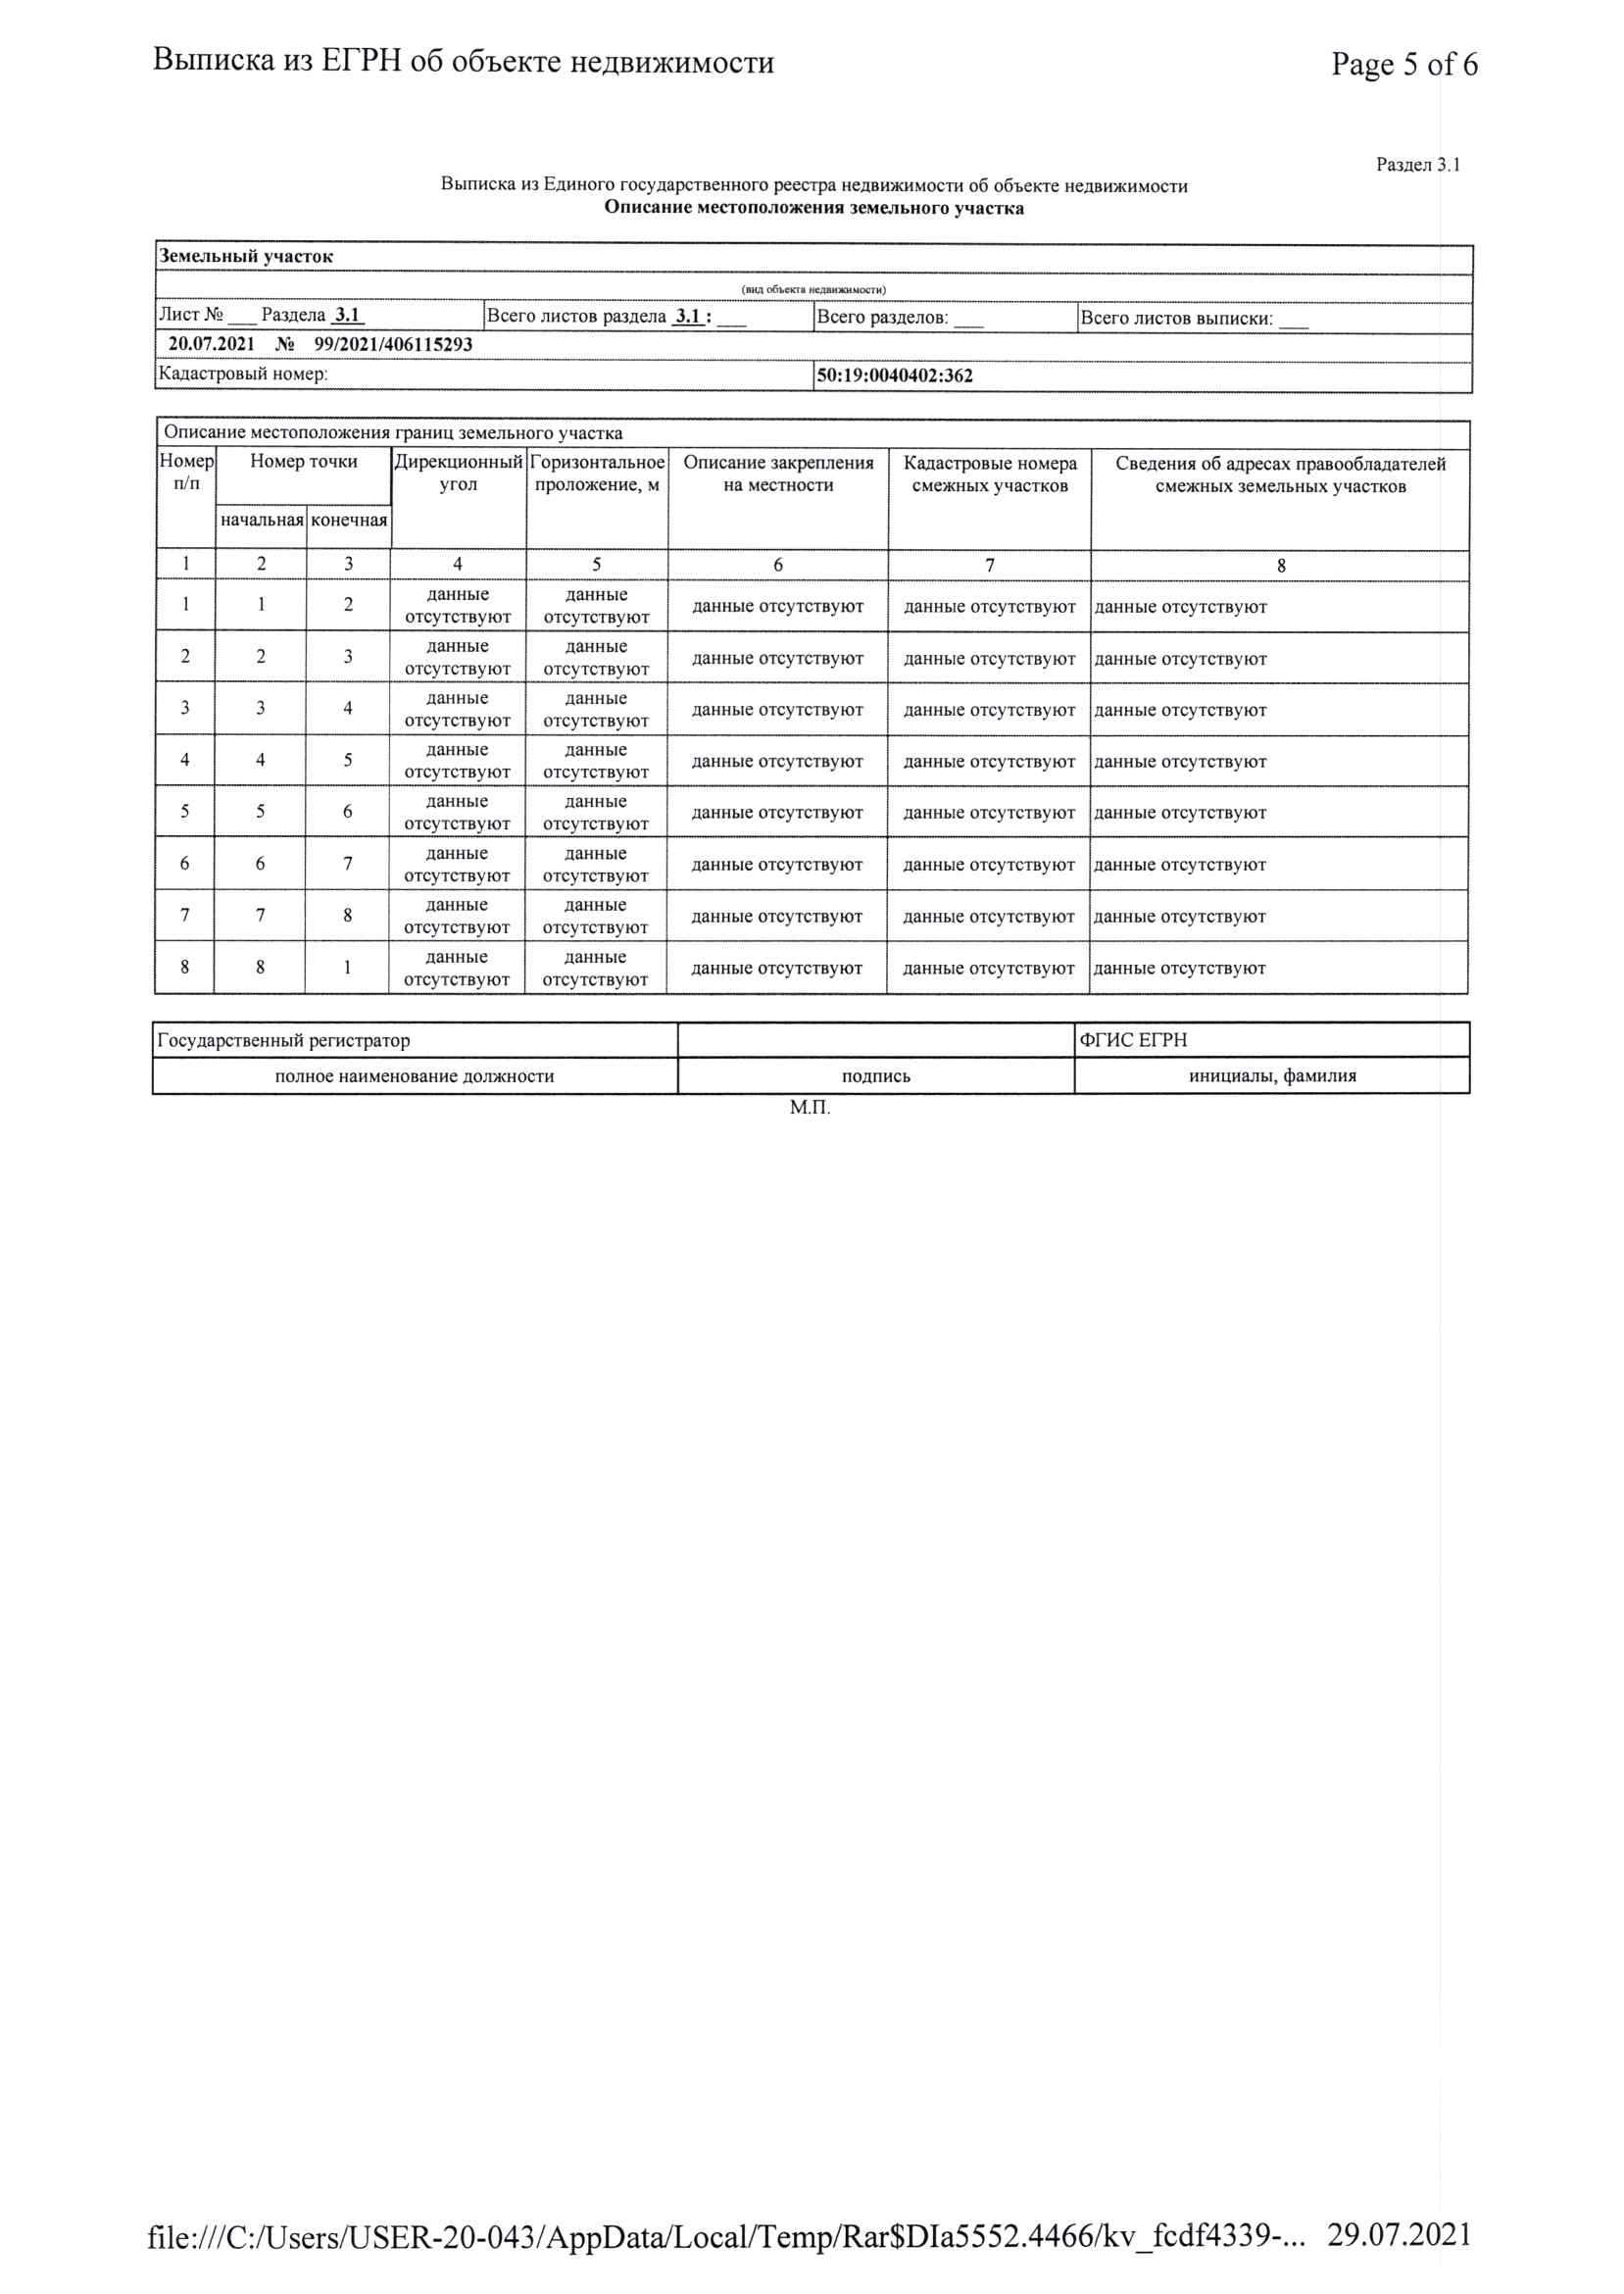 Выписка из ЕГРН об объекте недвижимости Page 5 of 6
Раздел 3.1
Выписка из Единого государственного реестра недвижимости об объекте недвижимости
Описание местоположения земельного участка
Земельный участок
(вид объекта недвижимости)
Лист № ___ Раздела 3.1 Всего листов раздела 3.1 : ___ Всего разделов: ___ Всего листов выписки: ___
20.07.2021 № 99/2021/406115293
Кадастровый номер: 50:19:0040402:362
Описание местоположения границ земельного участка
Номер п/п Номер точки Дирекционный угол Горизонтальное проложение, м Описание закрепления на местности Кадастровые номера смежных участков Сведения об адресах правообладателей смежных земельных участков
начальная конечная
1 2 3 4 5 6 7 8
1 1 2 данные отсутствуют данные отсутствуют данные отсутствуют данные отсутствуют данные отсутствуют
2 2 3 данные отсутствуют данные отсутствуют данные отсутствуют данные отсутствуют данные отсутствуют
3 3 4 данные отсутствуют данные отсутствуют данные отсутствуют данные отсутствуют данные отсутствуют
4 4 5 данные отсутствуют данные отсутствуют данные отсутствуют данные отсутствуют данные отсутствуют
5 5 6 данные отсутствуют данные отсутствуют данные отсутствуют данные отсутствуют данные отсутствуют
6 6 7 данные отсутствуют данные отсутствуют данные отсутствуют данные отсутствуют данные отсутствуют
7 7 8 данные отсутствуют данные отсутствуют данные отсутствуют данные отсутствуют данные отсутствуют
8 8 1 данные отсутствуют данные отсутствуют данные отсутствуют данные отсутствуют данные отсутствуют
Государственный регистратор ФГИС ЕГРН
полное наименование должности подпись инициалы, фамилия
М.П.
file:///C:/Users/USER-20-043/AppData/Local/Temp/Rar$DIa5552.4466/kv_fcdf4339-... 29.07.2021